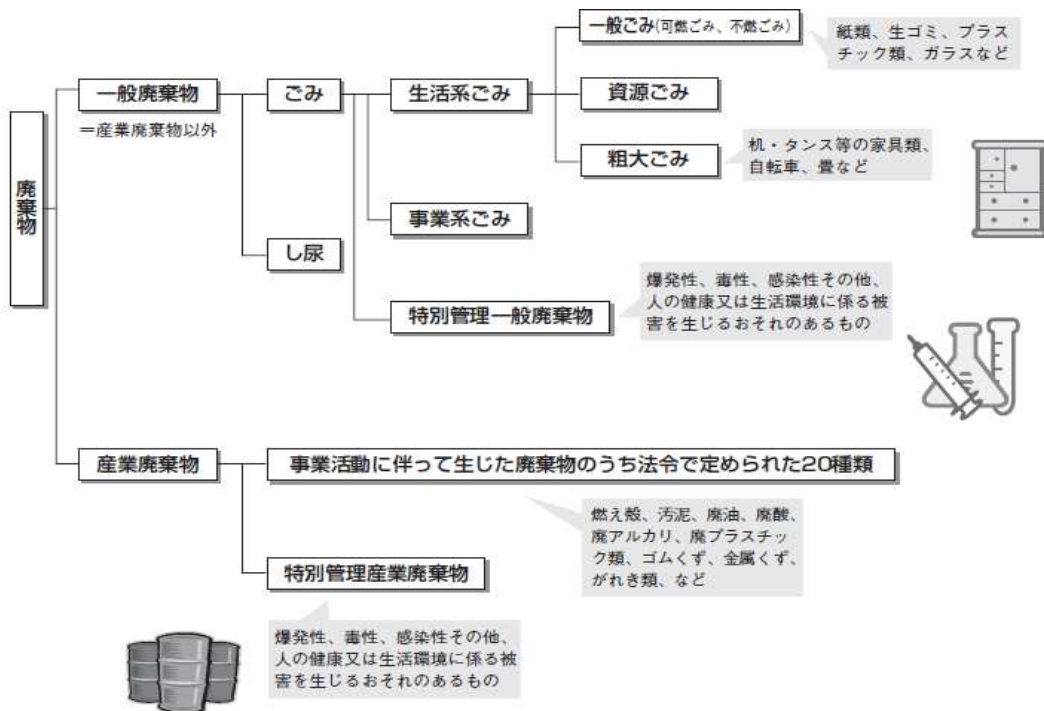 廃棄物
一般廃棄物
＝産業廃棄物以外
ごみ
し尿
生活系ごみ
一般ごみ(可燃ごみ、不燃ごみ)
紙類、生ゴミ、プラス
チック類、ガラスなど
資源ごみ
粗大ごみ
机・タンス等の家具類、
自転車、畳など
事業系ごみ
特別管理一般廃棄物
爆発性、毒性、感染性その他、
人の健康又は生活環境に係る被
害を生じるおそれのあるもの
産業廃棄物
事業活動に伴って生じた廃棄物のうち法令で定められた20種類
燃え殻、汚泥、廃油、廃酸、
廃アルカリ、廃プラスチッ
ク類、ゴムくず、金属くず、
がれき類、など
特別管理産業廃棄物
爆発性、毒性、感染性その他、
人の健康又は生活環境に係る被
害を生じるおそれのあるもの